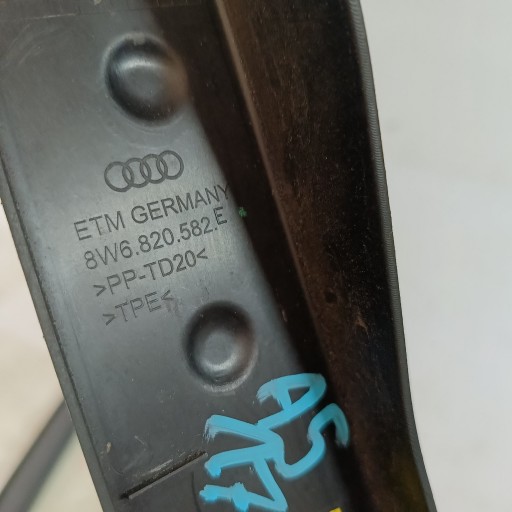 ETM GERMANY
8W6.820.582.E
>PP-TD20<
>TPE<
A5